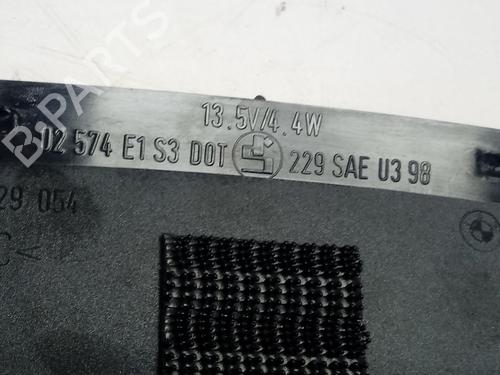 B-PARTS
13.5V/4.4W
02 574 E1 S3 DOT 229 SAE U3 98
29 054